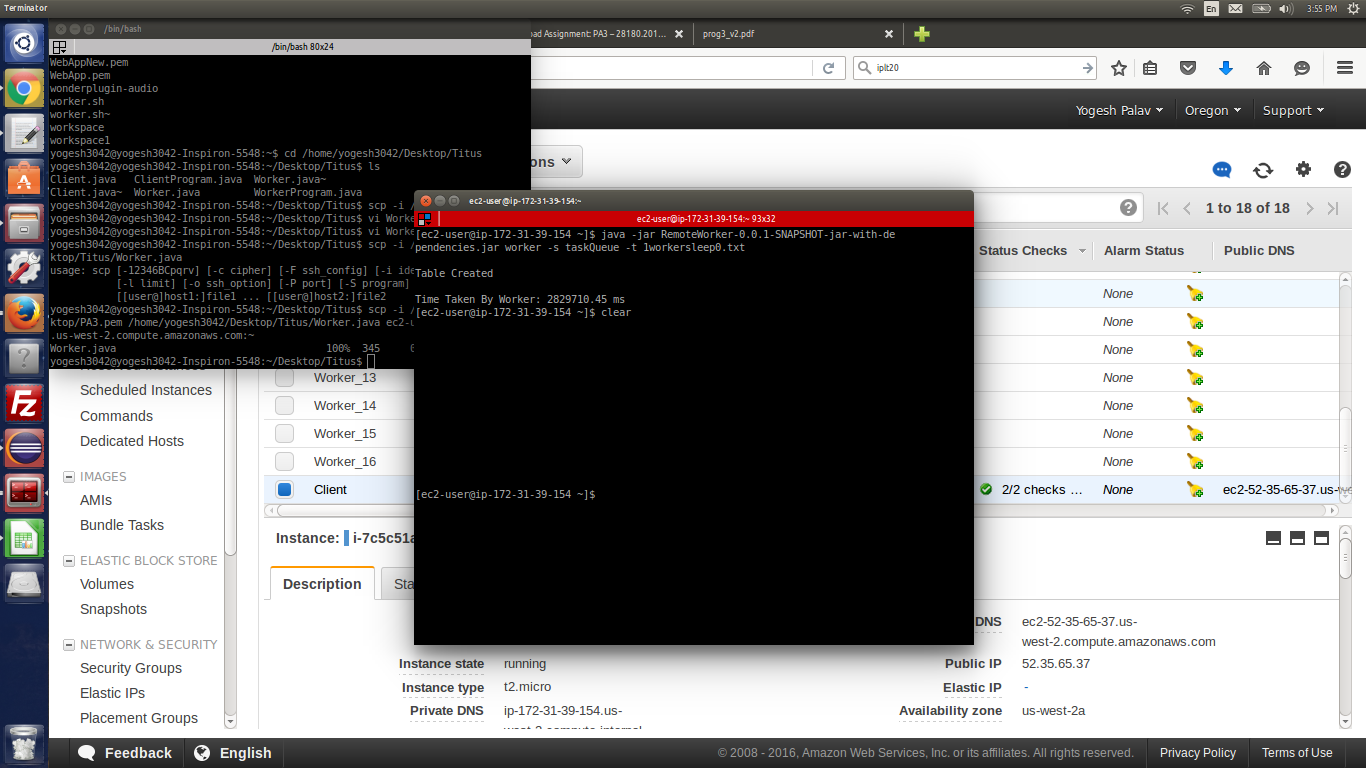 Terminator
En
3:55 PM
/bin/bash
/bin/bash 80x24
WebAppNew.pem
WebApp.pem
wonderplugin-audio
worker.sh
worker.sh~
workspace
workspace1
yogesh3042@yogesh3042-Inspiron-5548:~$ cd /home/yogesh3042/Desktop/Titus
yogesh3042@yogesh3042-Inspiron-5548:~/Desktop/Titus$ ls
Client.java ClientProgram.java Worker.java~
Client.java~ Worker.java WorkerProgram.java
yogesh3042@yogesh3042-Inspiron-5548:~/Desktop/Titus$ scp -i /
yogesh3042@yogesh3042-Inspiron-5548:~/Desktop/Titus$ vi Work
yogesh3042@yogesh3042-Inspiron-5548:~/Desktop/Titus$ vi Work
yogesh3042@yogesh3042-Inspiron-5548:~/Desktop/Titus$ scp -i /
ktop/Titus/Worker.java
usage: scp [-12346BCpqrv] [-c cipher] [-F ssh_config] [-i ide
[-l limit] [-o ssh_option] [-P port] [-S program]
[[user@]host1:]file1 ... [[user@]host2:]file2
yogesh3042@yogesh3042-Inspiron-5548:~/Desktop/Titus$ scp -i /
ktop/PA3.pem /home/yogesh3042/Desktop/Titus/Worker.java ec2-u
.us-west-2.compute.amazonaws.com:~
Worker.java 100% 345 0
yogesh3042@yogesh3042-Inspiron-5548:~/Desktop/Titus$
oad Assignment: PA3 – 28180.201...
prog3_v2.pdf
iplt20
Yogesh Palav
Oregon
Support
ons
1 to 18 of 18
Status Checks
Alarm Status
Public DNS
ec2-user@ip-172-31-39-154:~
ec2-user@ip-172-31-39-154:~ 93x32
[ec2-user@ip-172-31-39-154 ~]$ java -jar RemoteWorker-0.0.1-SNAPSHOT-jar-with-de
pendencies.jar worker -s taskQueue -t 1workersleep0.txt
Table Created
Time Taken By Worker: 2829710.45 ms
[ec2-user@ip-172-31-39-154 ~]$ clear
[ec2-user@ip-172-31-39-154 ~]$
None
None
None
Worker_13
None
Worker_14
None
Worker_15
None
Worker_16
None
Client
2/2 checks ...
None
ec2-52-35-65-37.us-we
Scheduled Instances
Commands
Dedicated Hosts
IMAGES
AMIs
Bundle Tasks
ELASTIC BLOCK STORE
Volumes
Snapshots
NETWORK & SECURITY
Security Groups
Elastic IPs
Placement Groups
Instance: i-7c5c51a
Description
Sta
DNS
ec2-52-35-65-37.us-
west-2.compute.amazonaws.com
Instance state
running
Public IP
52.35.65.37
Instance type
t2.micro
Elastic IP
-
Private DNS
ip-172-31-39-154.us-
west-2.compute.internal
Availability zone
us-west-2a
Feedback
English
© 2008 - 2016, Amazon Web Services, Inc. or its affiliates. All rights reserved.
Privacy Policy
Terms of Use